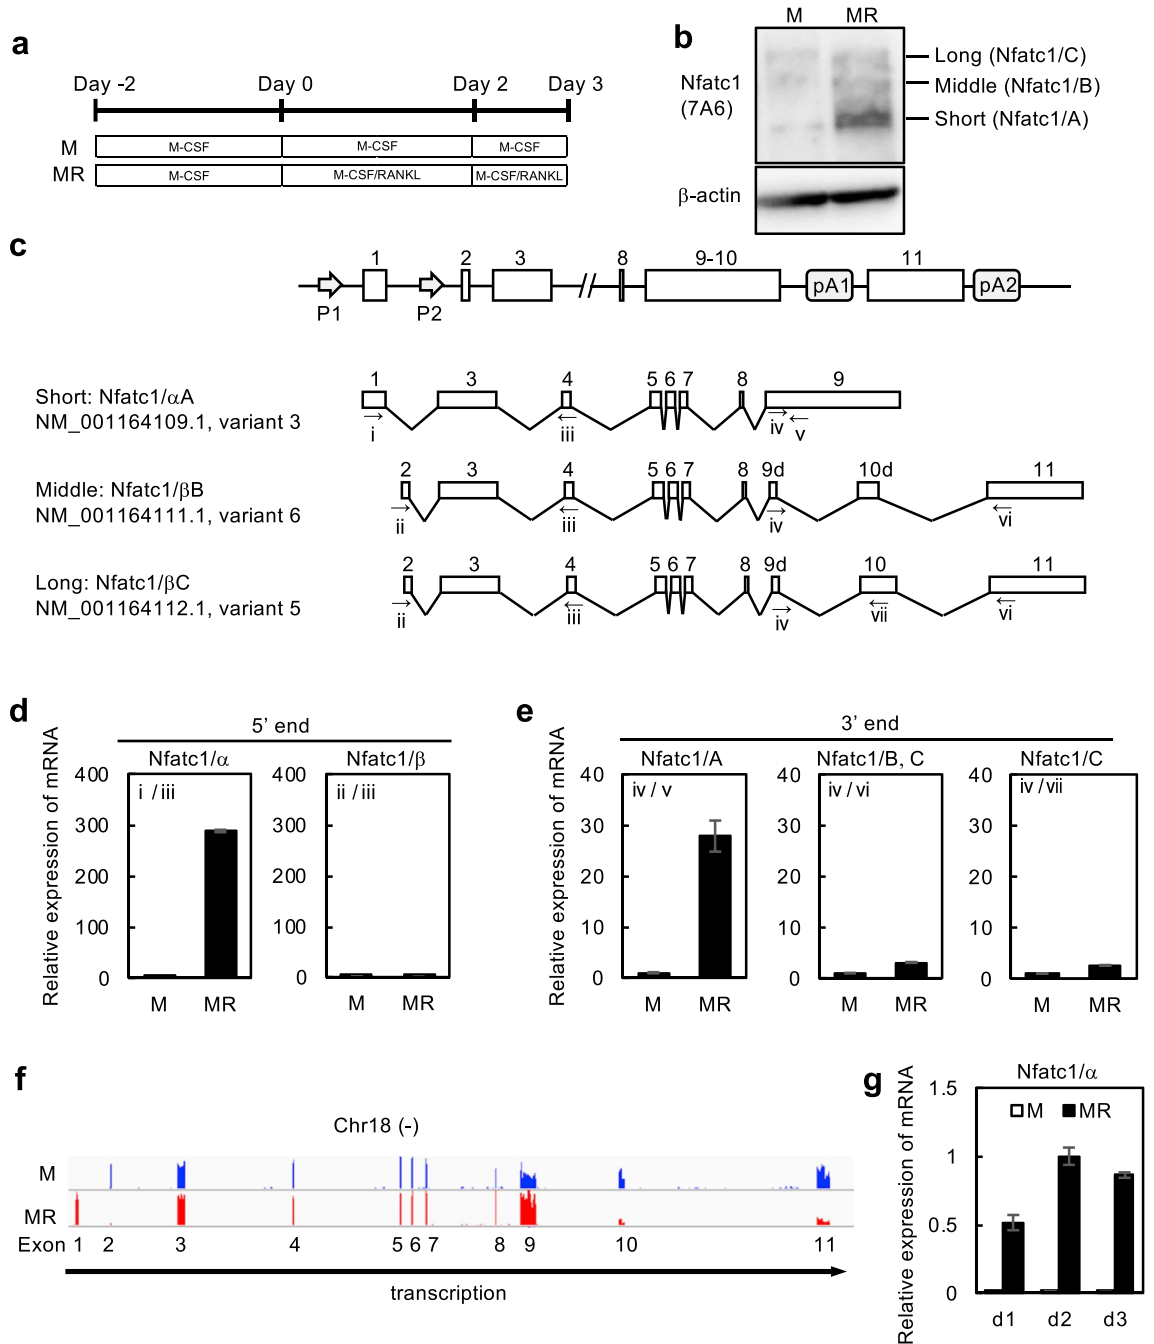 a
Day -2 Day 0 Day 2 Day 3
M M-CSF M-CSF M-CSF
MR M-CSF M-CSF/RANKL M-CSF/RANKL
b
M MR
Nfatc1
(7A6)
Long (Nfatc1/C)
Middle (Nfatc1/B)
Short (Nfatc1/A)
β-actin
c
1 2 3 8 9-10 11
P1 P2 pA1 pA2
Short: Nfatc1/αA
NM_001164109.1, variant 3
1 3 4 5 6 7 8 9
i iii iv v
Middle: Nfatc1/βB
NM_001164111.1, variant 6
2 3 4 5 6 7 8 9d 10d 11
ii iii iv vi
Long: Nfatc1/βC
NM_001164112.1, variant 5
2 3 4 5 6 7 8 9d 10 11
ii iii iv vii vi
d
5’ end
Relative expression of mRNA
Nfatc1/α
i / iii
400
300
200
100
0
M MR
Nfatc1/β
ii / iii
400
300
200
100
0
M MR
e
3’ end
Relative expression of mRNA
Nfatc1/A
iv / v
40
30
20
10
0
M MR
Nfatc1/B, C
iv / vi
40
30
20
10
0
M MR
Nfatc1/C
iv / vii
40
30
20
10
0
M MR
f
Chr18 (-)
M
MR
Exon 1 2 3 4 5 6 7 8 9 10 11
transcription
g
Relative expression of mRNA
Nfatc1/α
M MR
1.5
1
0.5
0
d1 d2 d3